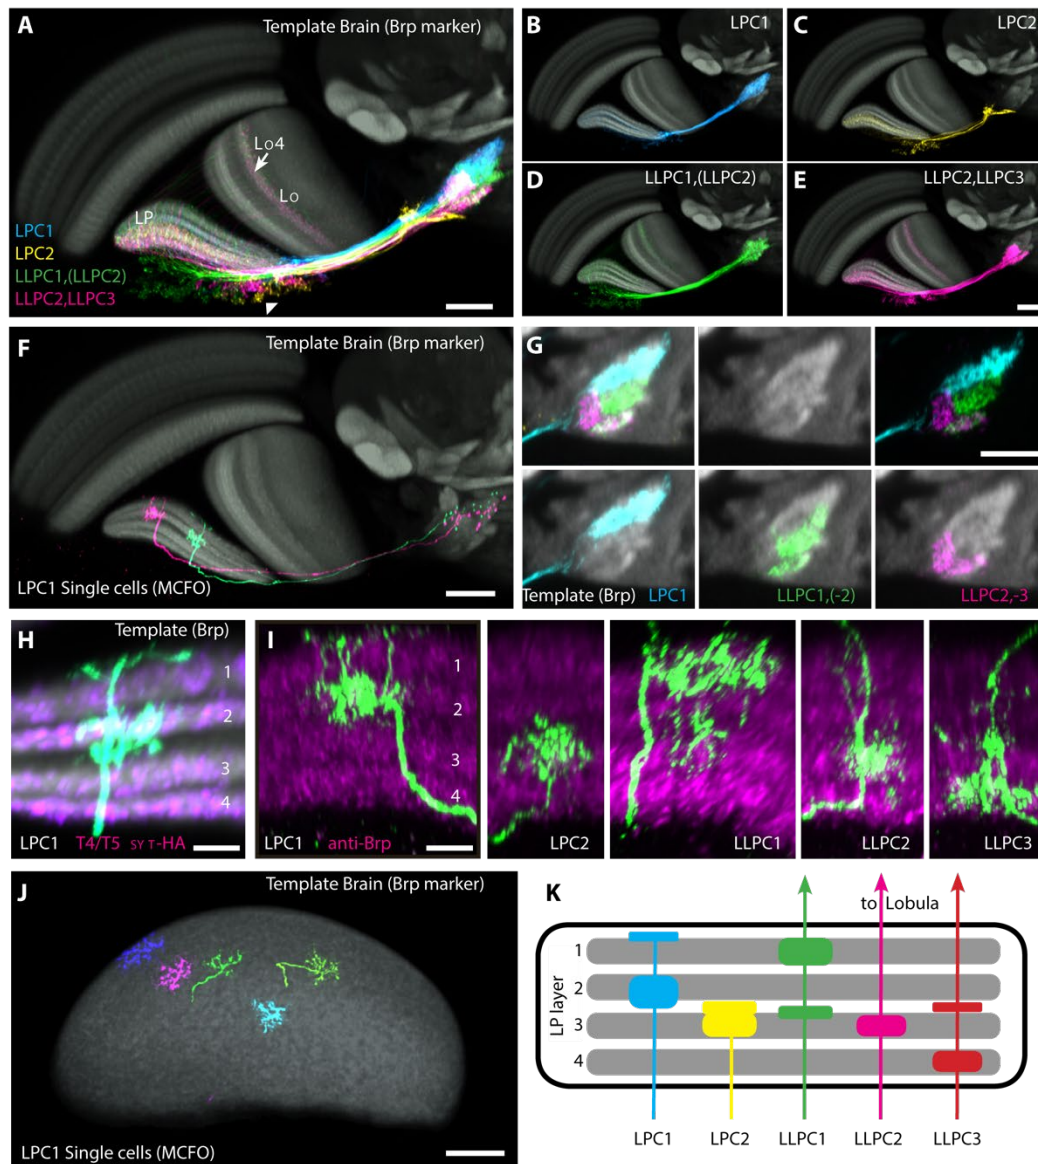 A
Template Brain (Brp marker)
Lo4
Lo
LP
LPC1
LPC2
LLPC1,(LLPC2)
LLPC2,LLPC3
B
LPC1
C
LPC2
D
LLPC1,(LLPC2)
E
LLPC2,LLPC3
F
Template Brain (Brp marker)
LPC1 Single cells (MCFO)
G
Template (Brp)
LPC1
LLPC1,(-2)
LLPC2,-3
H
Template (Brp)
1
2
3
4
LPC1
T4/T5 SY T-HA
I
1
2
3
4
LPC1
anti-Brp
LPC2
LLPC1
LLPC2
LLPC3
J
Template Brain (Brp marker)
LPC1 Single cells (MCFO)
K
to Lobula
LP layer
1
2
3
4
LPC1
LPC2
LLPC1
LLPC2
LLPC3